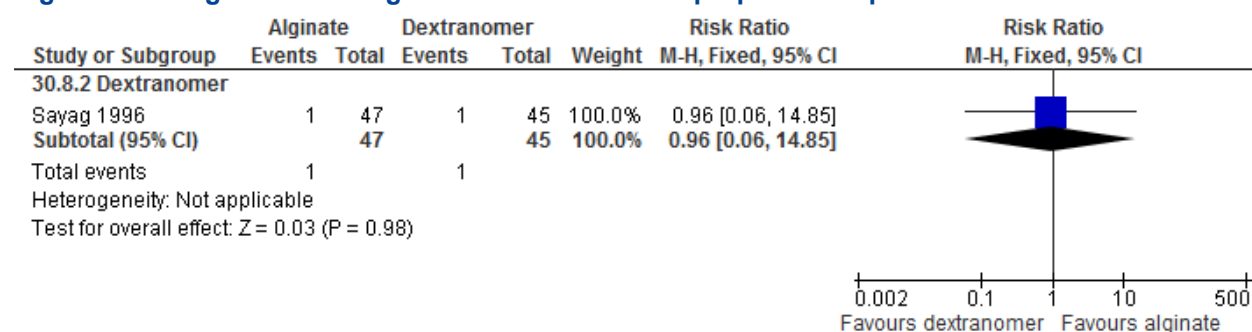 Alginate Dextranomer Risk Ratio Risk Ratio
Study or Subgroup Events Total Events Total Weight M-H, Fixed, 95% CI M-H, Fixed, 95% CI
30.8.2 Dextranomer
Sayag 1996 1 47 1 45 100.0% 0.96 [0.06, 14.85]
Subtotal (95% CI) 47 45 100.0% 0.96 [0.06, 14.85]
Total events 1 1
Heterogeneity: Not applicable
Test for overall effect: Z = 0.03 (P = 0.98)
0.002 0.1 1 10 500
Favours dextranomer Favours alginate